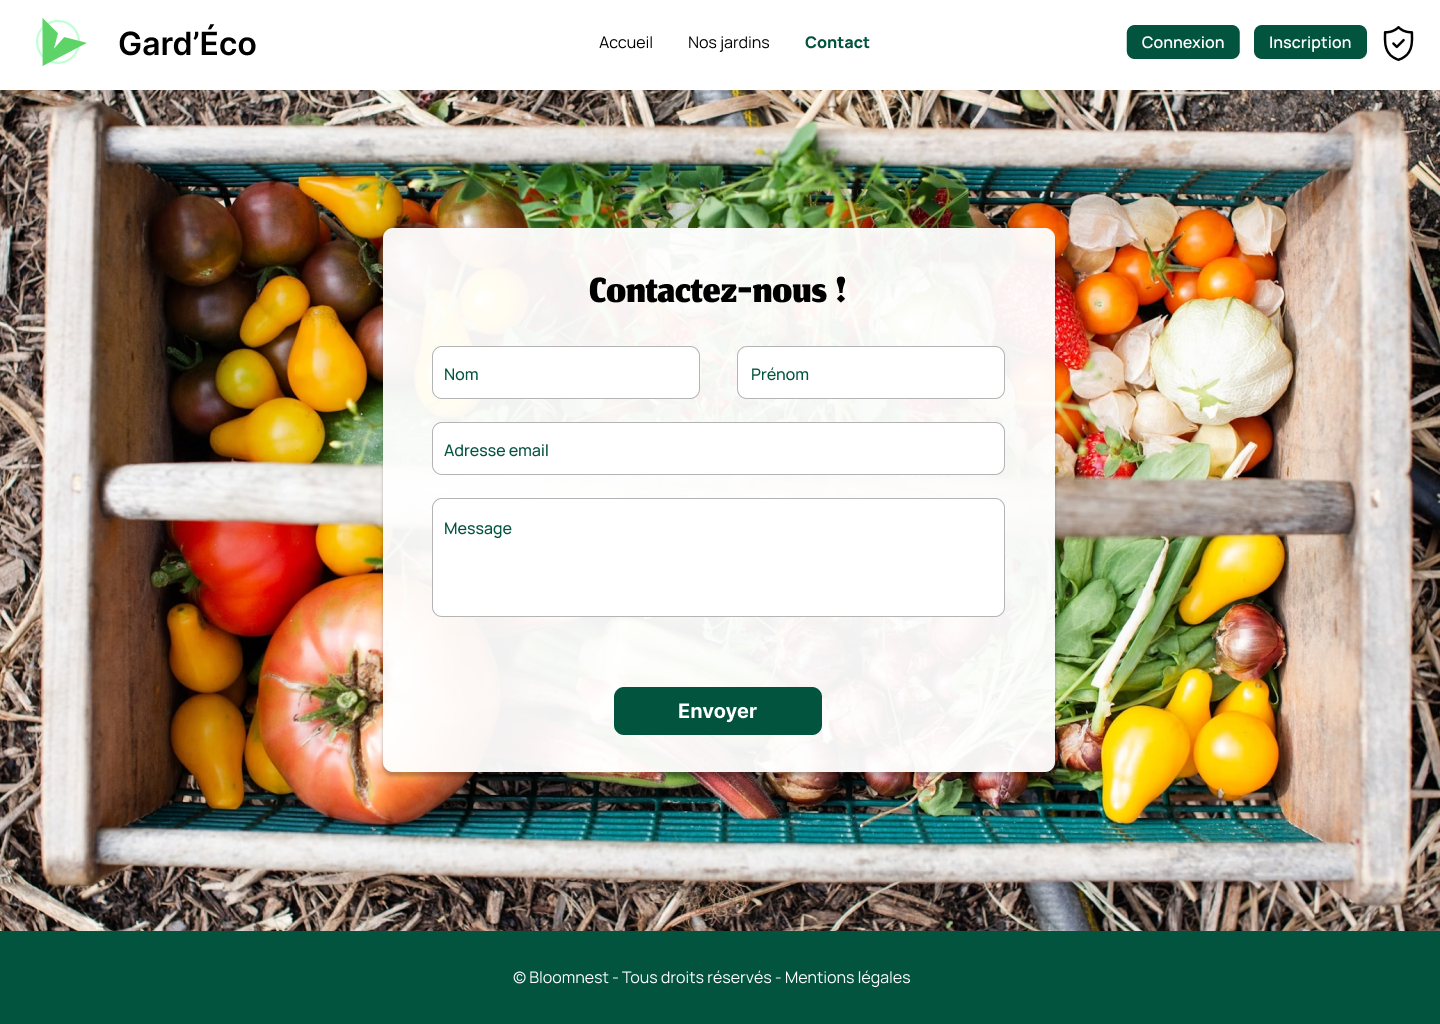 Gard’Éco
Accueil Nos jardins Contact
Connexion Inscription
Contactez-nous !
Nom Prénom
Adresse email
Message
Envoyer
© Bloomnest - Tous droits réservés - Mentions légales